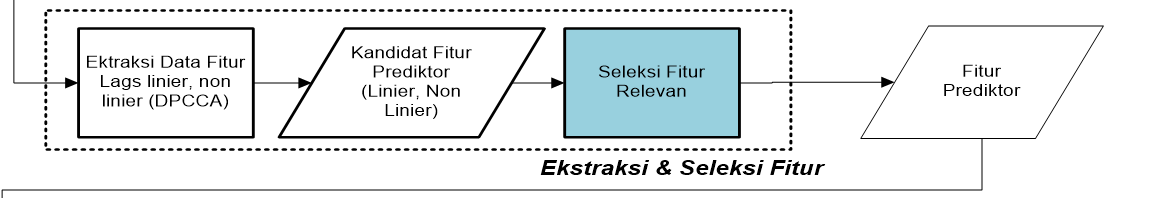 Ektraksi Data Fitur
Lags linier, non
linier (DPCCA)
Kandidat Fitur
Prediktor
(Linier, Non
Linier)
Seleksi Fitur
Relevan
Fitur
Prediktor
Ekstraksi & Seleksi Fitur